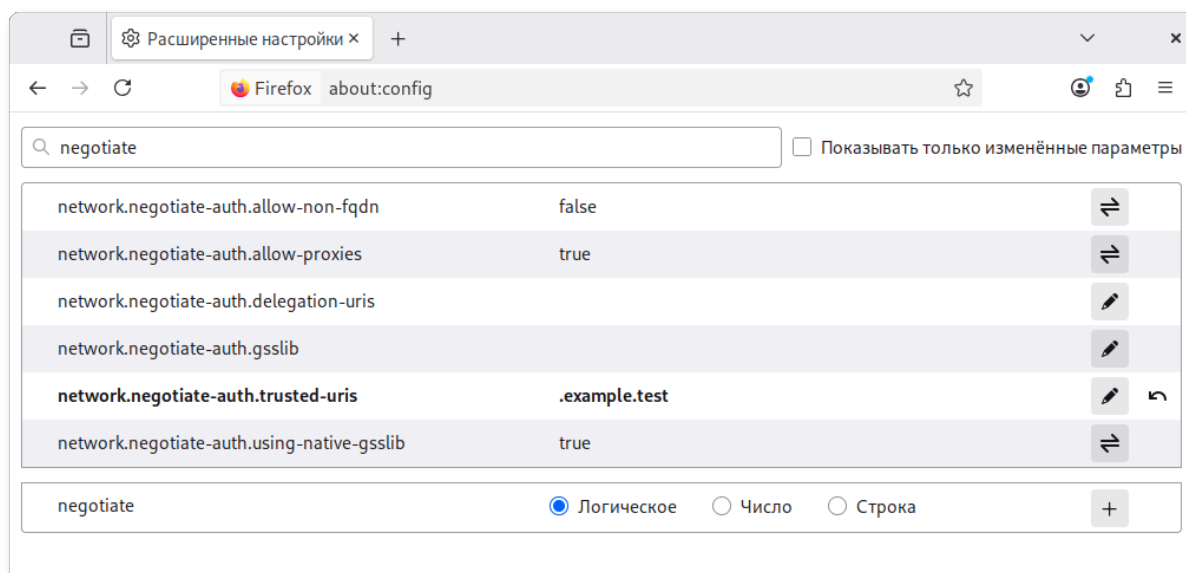 Расширенные настройки
Firefox about:config
negotiate
Показывать только изменённые параметры
network.negotiate-auth.allow-non-fqdn false
network.negotiate-auth.allow-proxies true
network.negotiate-auth.delegation-uris
network.negotiate-auth.gsslib
network.negotiate-auth.trusted-uris .example.test
network.negotiate-auth.using-native-gsslib true
negotiate Логическое Число Строка